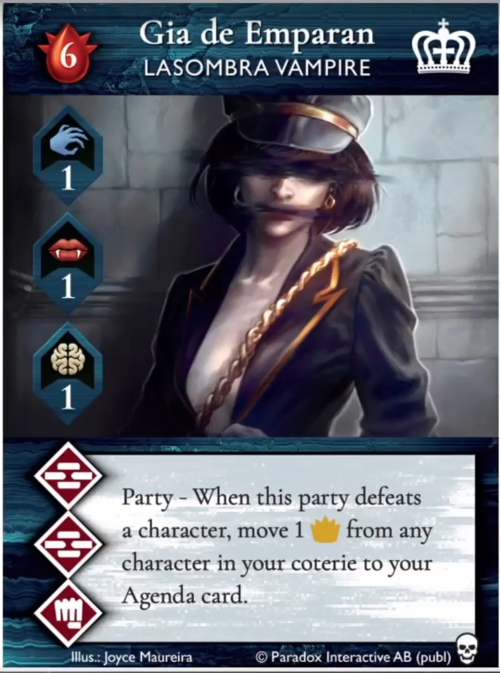 6
Gia de Emparan
LASOMBRA VAMPIRE
1
1
1
Party - When this party defeats
a character, move 1 from any
character in your coterie to your
Agenda card.
Illus.: Joyce Maureira
© Paradox Interactive AB (publ)